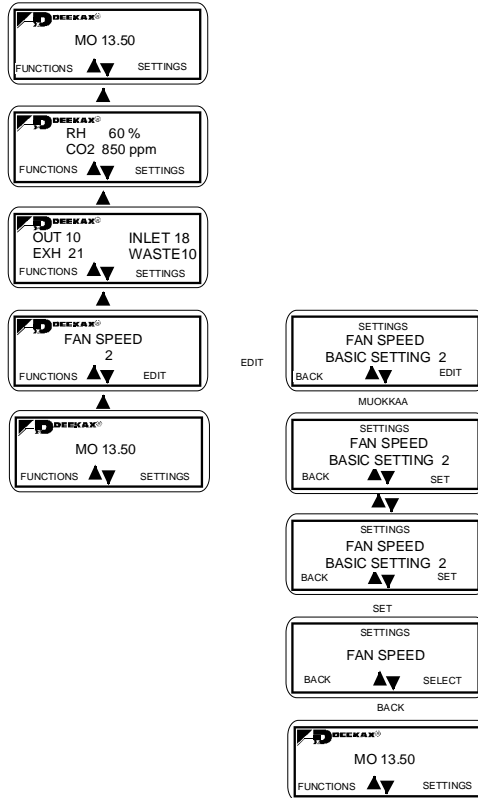 DEEKAX®
MO 13.50
FUNCTIONS SETTINGS
DEEKAX®
RH 60 %
CO2 850 ppm
FUNCTIONS SETTINGS
DEEKAX®
OUT 10 INLET 18
EXH 21 WASTE10
FUNCTIONS SETTINGS
DEEKAX®
FAN SPEED
2
FUNCTIONS EDIT
DEEKAX®
MO 13.50
FUNCTIONS SETTINGS
EDIT
SETTINGS
FAN SPEED
BASIC SETTING 2
BACK EDIT
MUOKKAA
SETTINGS
FAN SPEED
BASIC SETTING 2
BACK SET
SETTINGS
FAN SPEED
BASIC SETTING 2
BACK SET
SET
SETTINGS
FAN SPEED
BACK SELECT
BACK
DEEKAX®
MO 13.50
FUNCTIONS SETTINGS